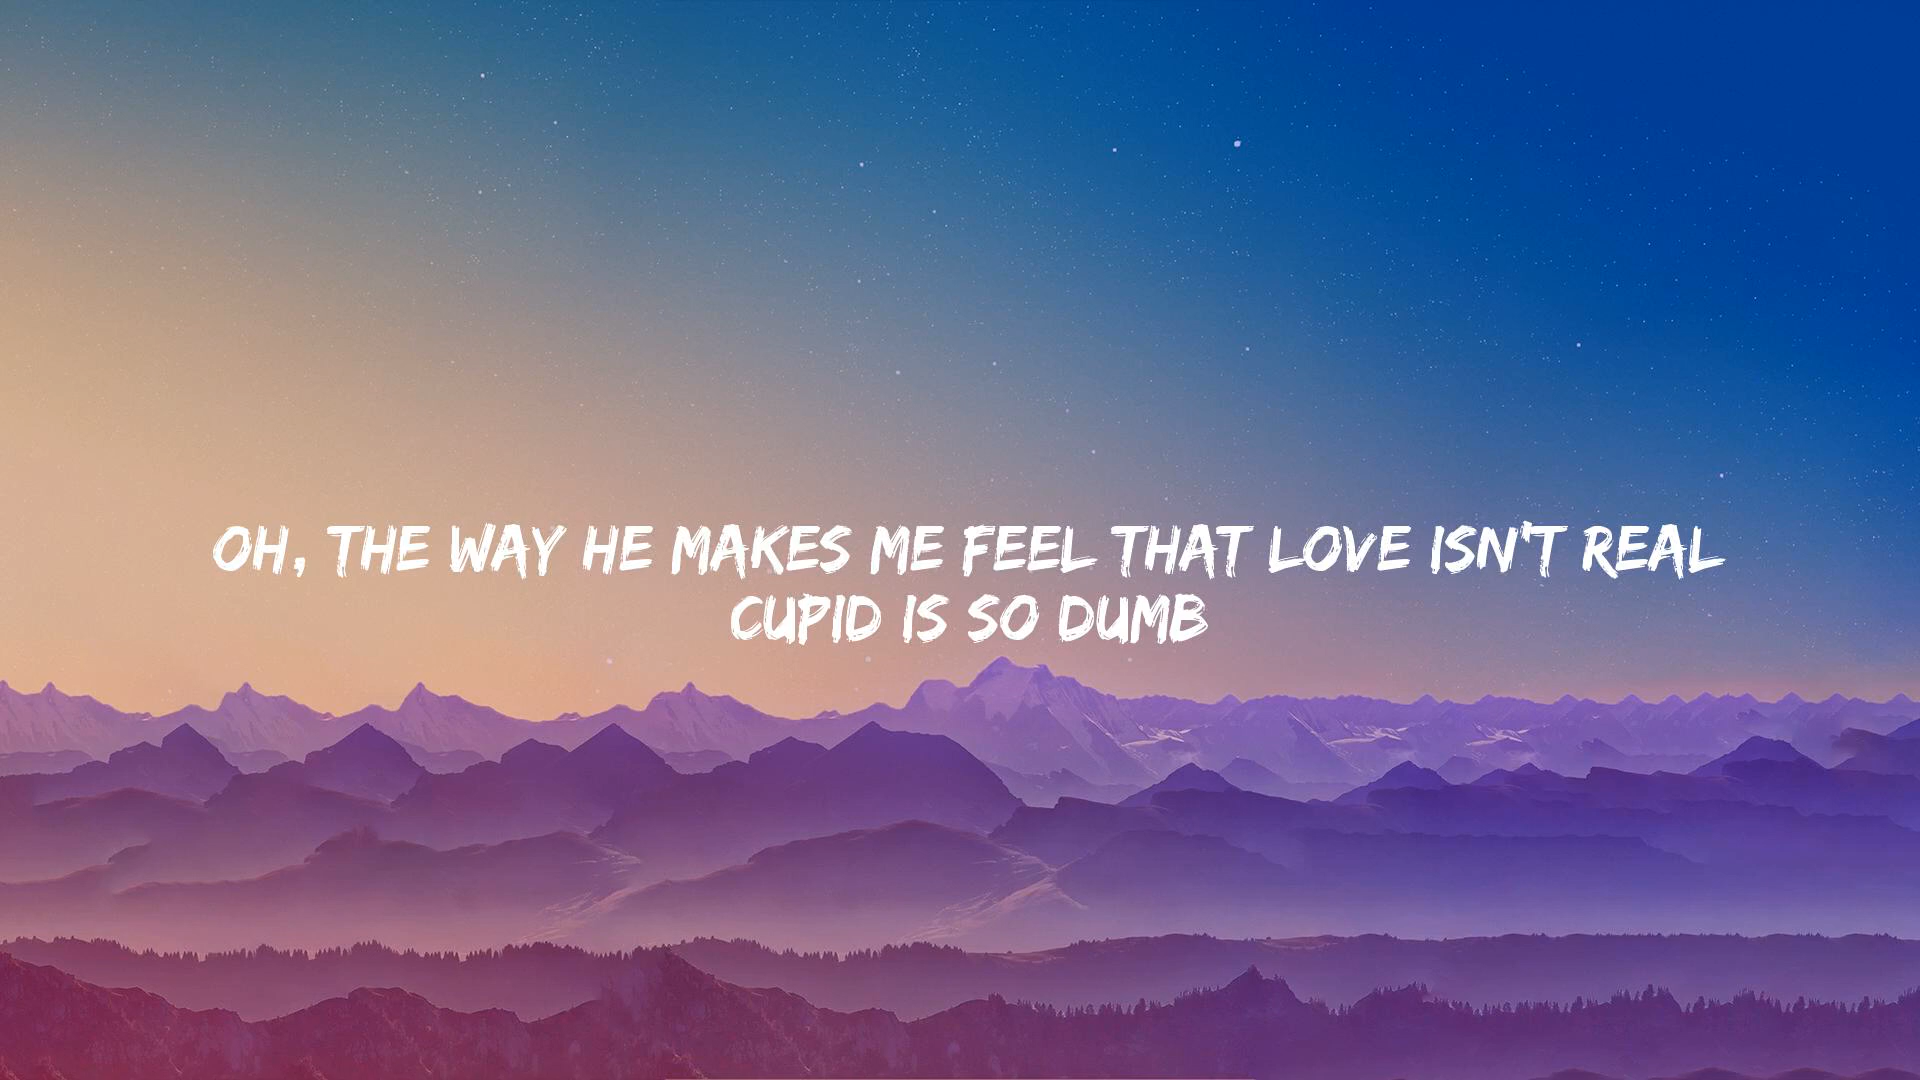 OH, THE WAY HE MAKES ME FEEL THAT LOVE ISN'T REAL
CUPID IS SO DUMB